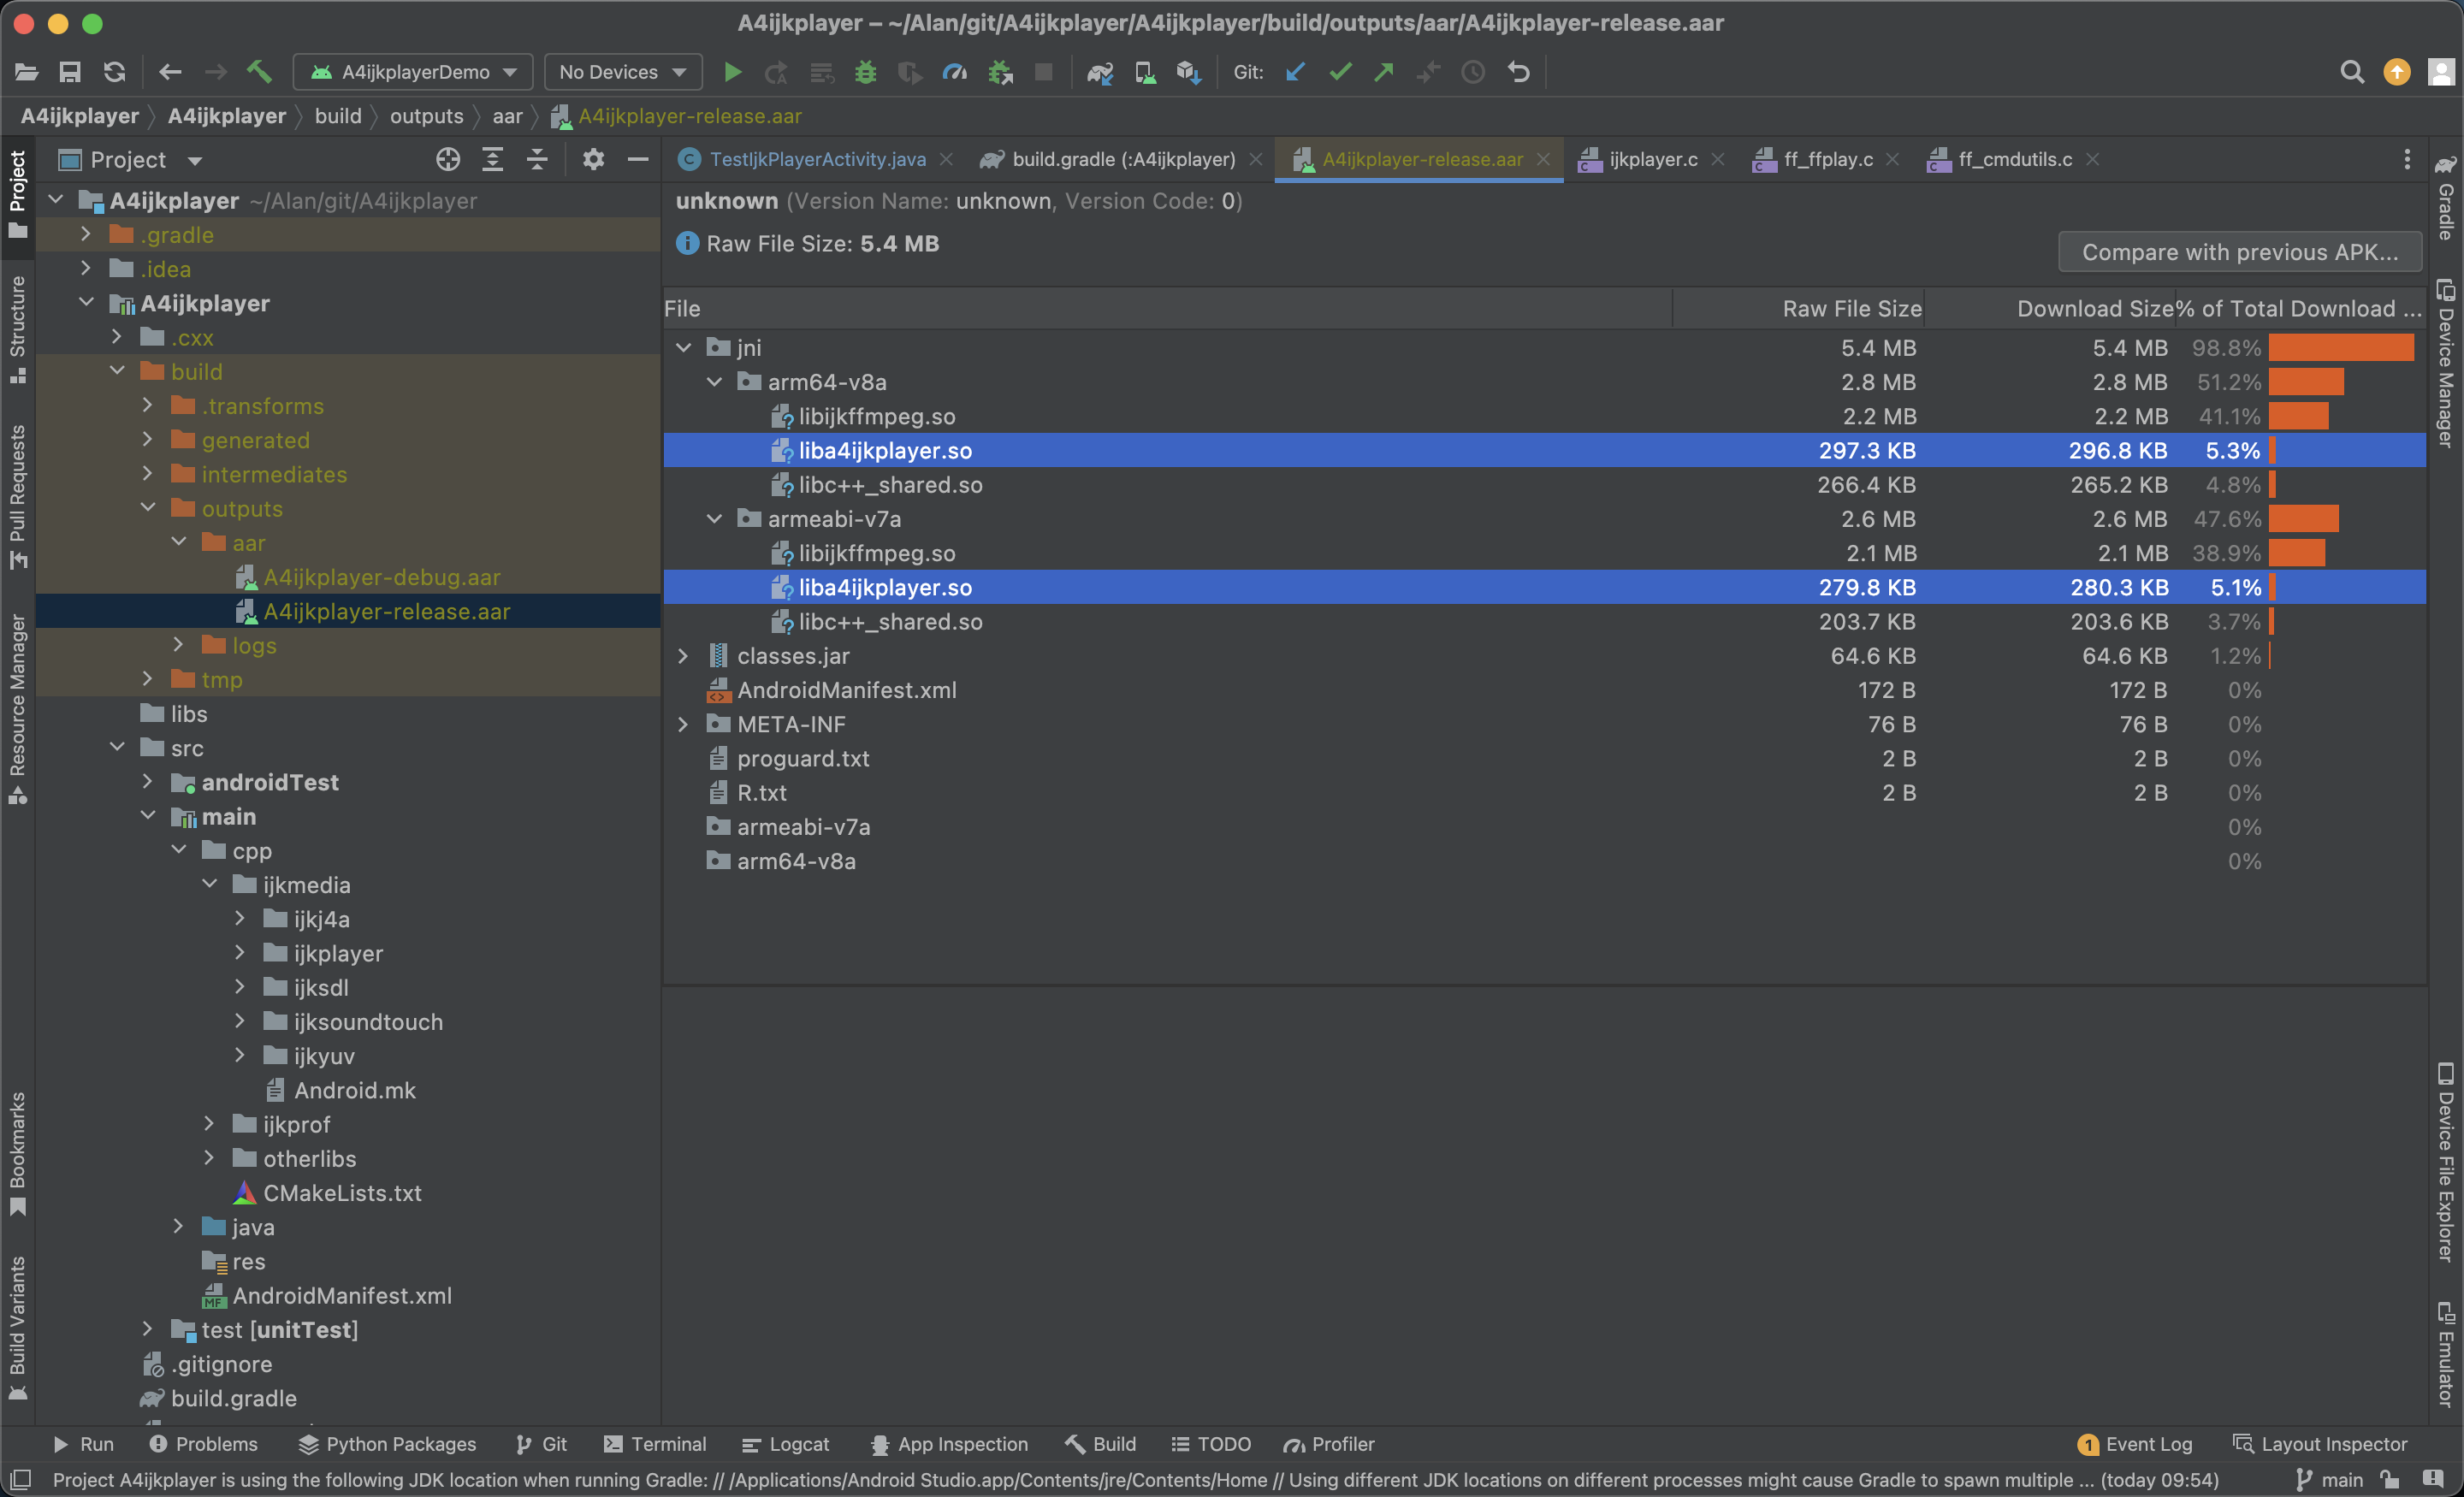 A4ijkplayer – ~/Alan/git/A4ijkplayer/A4ijkplayer/build/outputs/aar/A4ijkplayer-release.aar
A4ijkplayerDemo
No Devices
Git:
A4ijkplayer
A4ijkplayer
build
outputs
aar
A4ijkplayer-release.aar
Project
TestIjkPlayerActivity.java
build.gradle (:A4ijkplayer)
A4ijkplayer-release.aar
ijkplayer.c
ff_ffplay.c
ff_cmdutils.c
Project
Structure
Pull Requests
Resource Manager
Bookmarks
Build Variants
A4ijkplayer ~/Alan/git/A4ijkplayer
.gradle
.idea
A4ijkplayer
.cxx
build
.transforms
generated
intermediates
outputs
aar
A4ijkplayer-debug.aar
A4ijkplayer-release.aar
logs
tmp
libs
src
androidTest
main
cpp
ijkmedia
ijkj4a
ijkplayer
ijksdl
ijksoundtouch
ijkyuv
Android.mk
ijkprof
otherlibs
CMakeLists.txt
java
res
AndroidManifest.xml
test [unitTest]
.gitignore
build.gradle
unknown (Version Name: unknown, Version Code: 0)
Raw File Size: 5.4 MB
Compare with previous APK...
File Raw File Size Download Size % of Total Download ...
jni 5.4 MB 5.4 MB 98.8%
arm64-v8a 2.8 MB 2.8 MB 51.2%
libijkffmpeg.so 2.2 MB 2.2 MB 41.1%
liba4ijkplayer.so 297.3 KB 296.8 KB 5.3%
libc++_shared.so 266.4 KB 265.2 KB 4.8%
armeabi-v7a 2.6 MB 2.6 MB 47.6%
libijkffmpeg.so 2.1 MB 2.1 MB 38.9%
liba4ijkplayer.so 279.8 KB 280.3 KB 5.1%
libc++_shared.so 203.7 KB 203.6 KB 3.7%
classes.jar 64.6 KB 64.6 KB 1.2%
AndroidManifest.xml 172 B 172 B 0%
META-INF 76 B 76 B 0%
proguard.txt 2 B 2 B 0%
R.txt 2 B 2 B 0%
armeabi-v7a 0%
arm64-v8a 0%
Gradle
Device Manager
Device File Explorer
Emulator
Run
Problems
Python Packages
Git
Terminal
Logcat
App Inspection
Build
TODO
Profiler
1 Event Log
Layout Inspector
Project A4ijkplayer is using the following JDK location when running Gradle: // /Applications/Android Studio.app/Contents/jre/Contents/Home // Using different JDK locations on different processes might cause Gradle to spawn multiple ... (today 09:54)
main